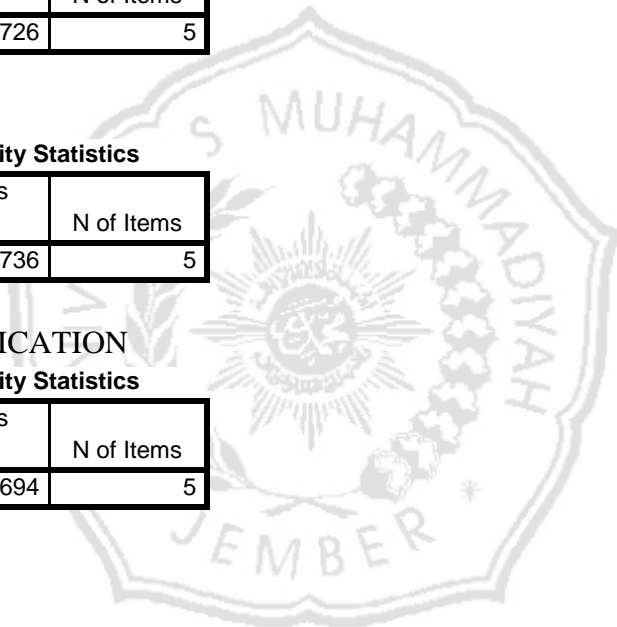 N of Items
726 5
ity Statistics
s
N of Items
736 5
ICATION
ity Statistics
s
N of Items
694 5
S MUHAMMADIYAH
JEMBER